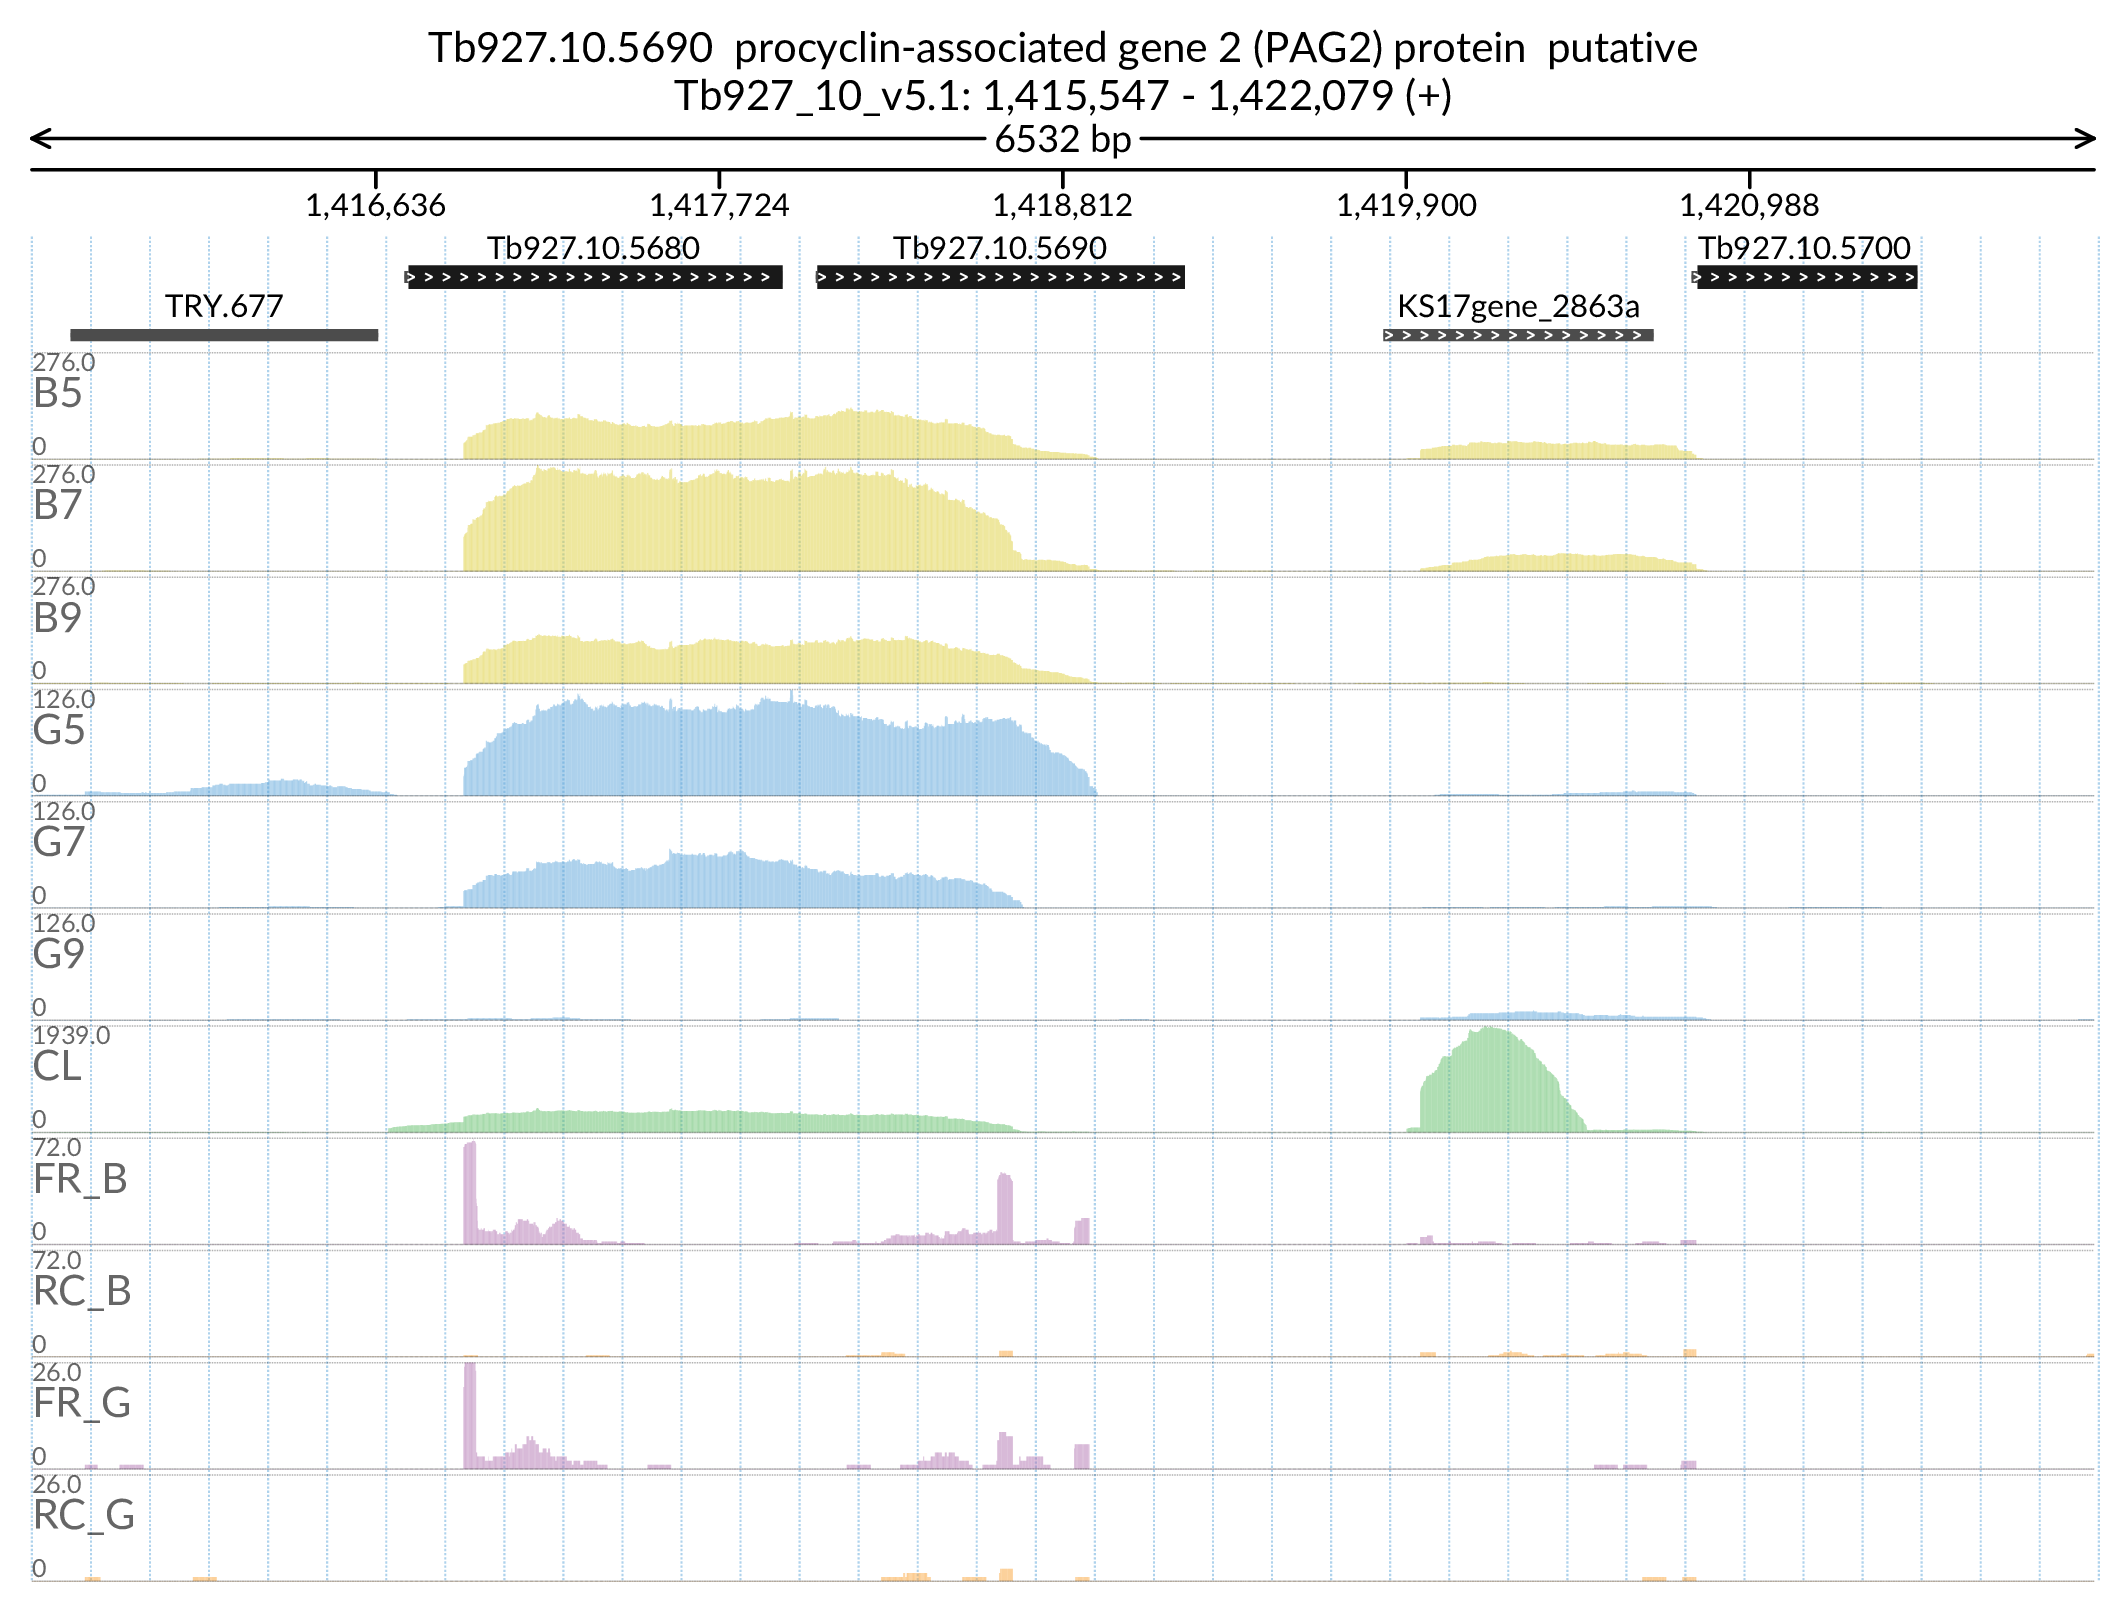 Tb927.10.5690  procyclin-associated gene 2 (PAG2) protein  putative
Tb927_10_v5.1: 1,415,547 - 1,422,079 (+)
6532 bp
1,416,636 1,417,724 1,418,812 1,419,900 1,420,988
Tb927.10.5680 Tb927.10.5690 Tb927.10.5700
TRY.677 KS17gene_2863a
276.0
B5
0
276.0
B7
0
276.0
B9
0
126.0
G5
0
126.0
G7
0
126.0
G9
0
1939.0
CL
0
72.0
FR_B
0
72.0
RC_B
0
26.0
FR_G
0
26.0
RC_G
0